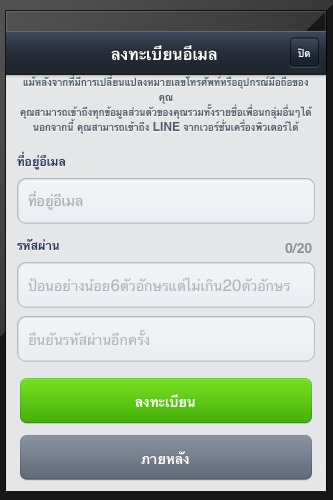 ลงทะเบียนอีเมล
ปิด
แม้หลังจากที่มีการเปลี่ยนแปลงหมายเลขโทรศัพท์หรืออุปกรณ์มือถือของ
คุณ
คุณสามารถเข้าถึงทุกข้อมูลส่วนตัวของคุณรวมทั้งรายชื่อเพื่อนกลุ่มอื่นๆได้
นอกจากนี้ คุณสามารถเข้าถึง LINE จากเวอร์ชั่นเครื่องพิวเตอร์ได้
ที่อยู่อีเมล
ที่อยู่อีเมล
รหัสผ่าน
0/20
ป้อนอย่างน้อย6ตัวอักษรแต่ไม่เกิน20ตัวอักษร
ยืนยันรหัสผ่านอีกครั้ง
ลงทะเบียน
ภายหลัง